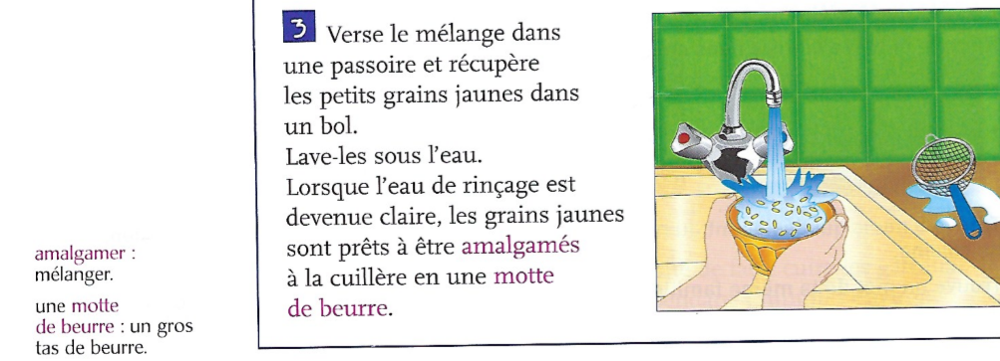 3 Verse le mélange dans
une passoire et récupère
les petits grains jaunes dans
un bol.
Lave-les sous l'eau.
Lorsque l'eau de rinçage est
devenue claire, les grains jaunes
sont prêts à être amalgamés
à la cuillère en une motte
de beurre.
amalgamer :
mélanger.
une motte
de beurre : un gros
tas de beurre.